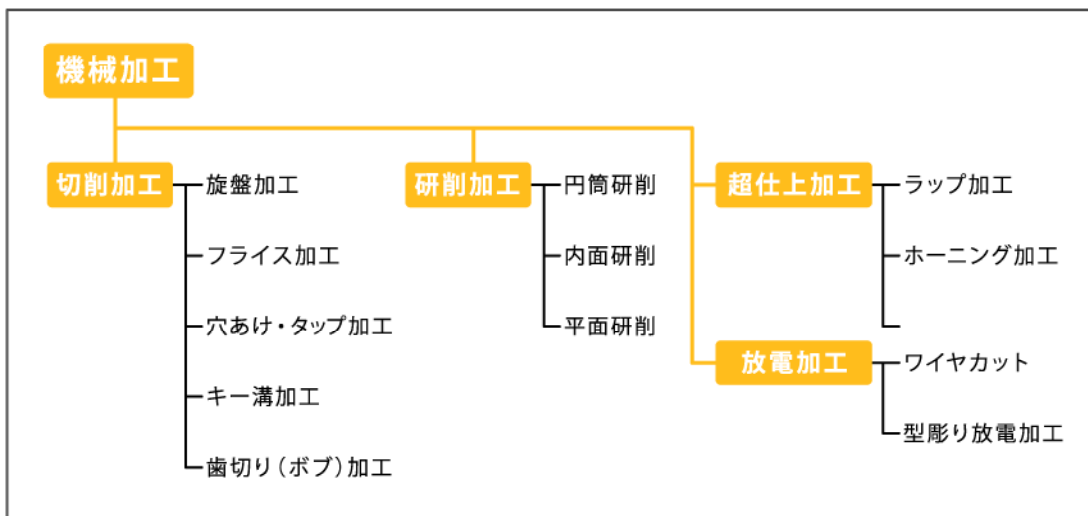 機械加工
切削加工
旋盤加工
フライス加工
穴あけ・タップ加工
キー溝加工
歯切り(ボブ)加工
研削加工
円筒研削
内面研削
平面研削
超仕上加工
ラップ加工
ホーニング加工
放電加工
ワイヤカット
型彫り放電加工